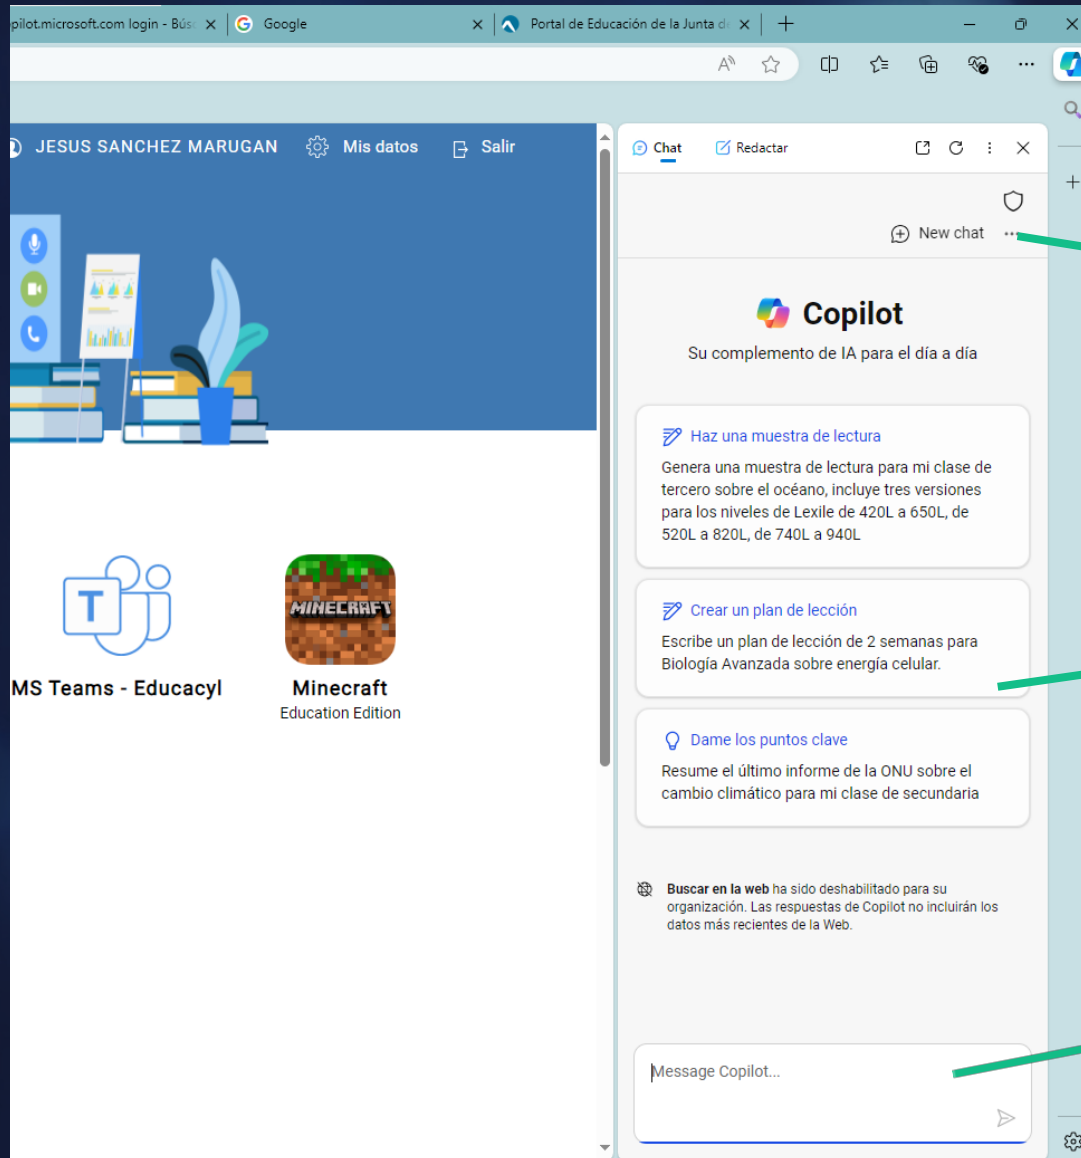 pilot.microsoft.com login - Bús
Google
Portal de Educación de la Junta d
JESUS SANCHEZ MARUGAN
Mis datos
Salir
Chat
Redactar
New chat
Copilot
Su complemento de IA para el día a día
Haz una muestra de lectura
Genera una muestra de lectura para mi clase de
tercero sobre el océano, incluye tres versiones
para los niveles de Lexile de 420L a 650L, de
520L a 820L, de 740L a 940L
Crear un plan de lección
Escribe un plan de lección de 2 semanas para
Biología Avanzada sobre energía celular.
Dame los puntos clave
Resume el último informe de la ONU sobre el
cambio climático para mi clase de secundaria
Buscar en la web ha sido deshabilitado para su
organización. Las respuestas de Copilot no incluirán los
datos más recientes de la Web.
Message Copilot...
T
MINECRAFT
MS Teams - Educacyl
Minecraft
Education Edition